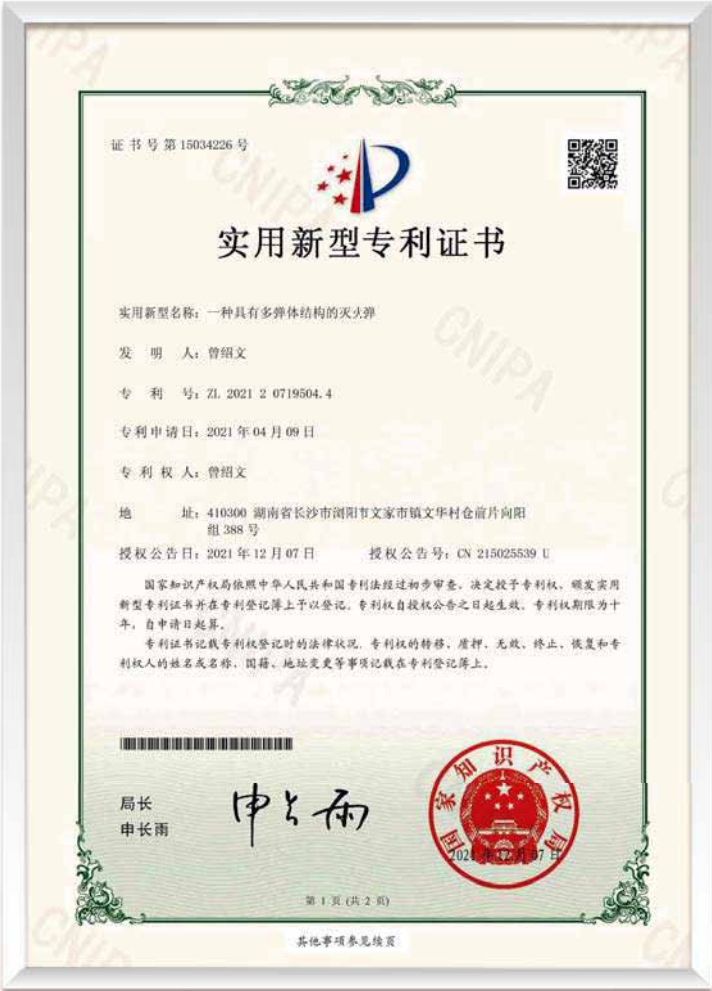 证书号第15034226号
实用新型专利证书
实用新型名称：一种具有多弹体结构的灭火弹
发明人：曾绍文
专利号：ZL 2021 2 0719504.4
专利申请日：2021年04月09日
专利权人：曾绍文
地址：410300 湖南省长沙市浏阳市文家市镇文华村仓前片向阳
组388号
授权公告日：2021年12月07日 授权公告号：CN 215025539 U
国家知识产权局依照中华人民共和国专利法经过初步审查，决定授予专利权，颁发实用
新型专利证书并在专利登记簿上予以登记。专利权自授权公告之日起生效。专利权期限为十
年，自申请日起算。
专利证书记载专利权登记时的法律状况。专利权的转移、质押、无效、终止、恢复和专
利权人的姓名或名称、国籍、地址变更等事项记载在专利登记簿上。
局长
申长雨
申长雨
国家知识产权局
2021年12月07日
第1页(共2页)
其他事项参见续页
CNIPA
CNIPA
CNIPA
CNIPA